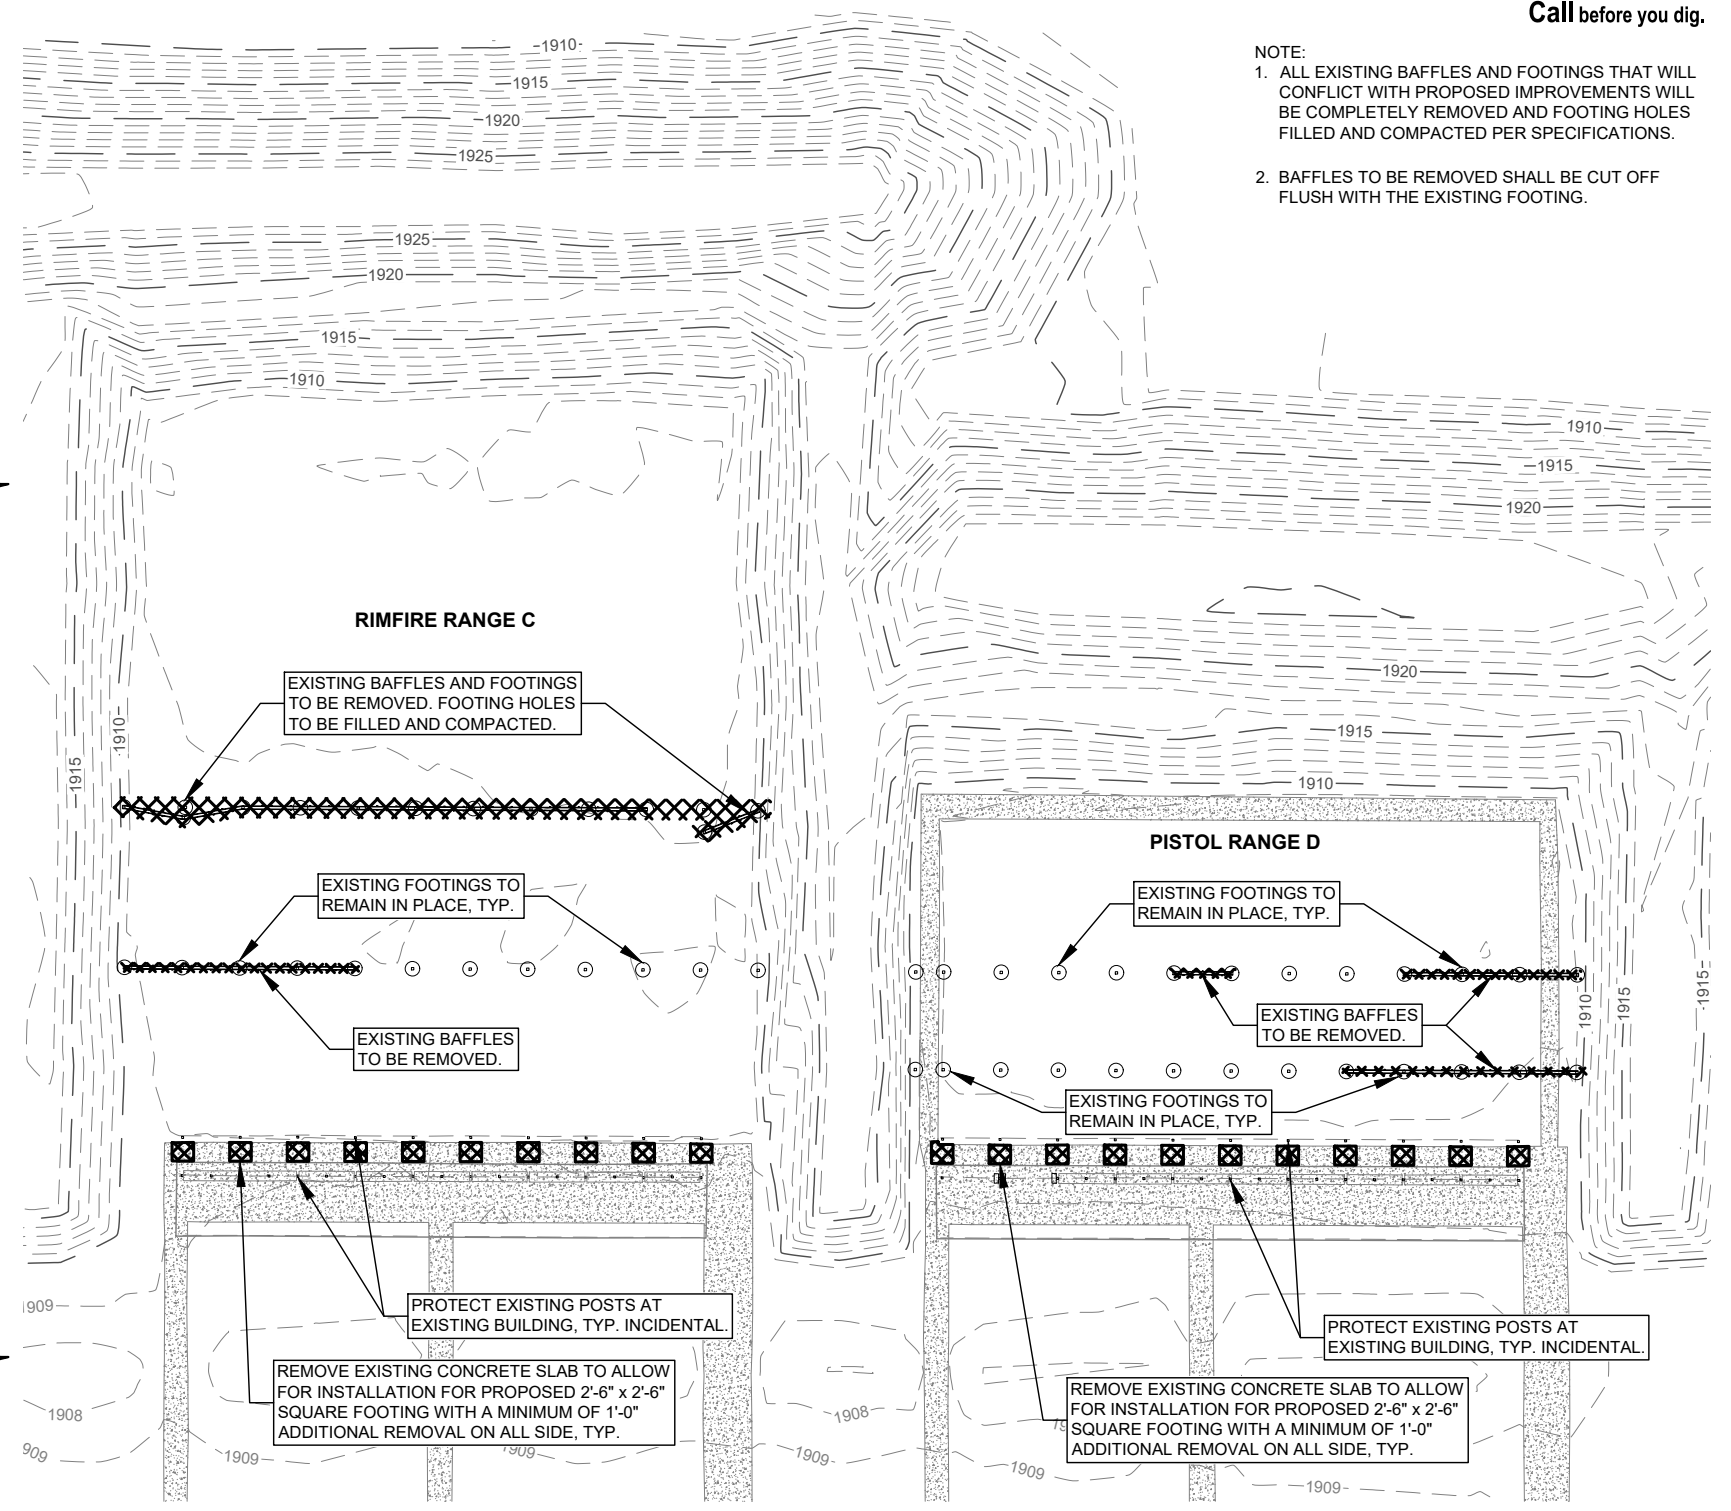 Call before you dig.
NOTE:
1. ALL EXISTING BAFFLES AND FOOTINGS THAT WILL
CONFLICT WITH PROPOSED IMPROVEMENTS WILL
BE COMPLETELY REMOVED AND FOOTING HOLES
FILLED AND COMPACTED PER SPECIFICATIONS.
2. BAFFLES TO BE REMOVED SHALL BE CUT OFF
FLUSH WITH THE EXISTING FOOTING.
1910
1915
1920
1925
1925
1920
1915
1910
1910
1915
1920
RIMFIRE RANGE C
EXISTING BAFFLES AND FOOTINGS
TO BE REMOVED. FOOTING HOLES
TO BE FILLED AND COMPACTED.
1910
1915
1920
1915
1910
PISTOL RANGE D
EXISTING FOOTINGS TO
REMAIN IN PLACE, TYP.
EXISTING FOOTINGS TO
REMAIN IN PLACE, TYP.
EXISTING BAFFLES
TO BE REMOVED.
EXISTING BAFFLES
TO BE REMOVED.
1910
1915
1915
EXISTING FOOTINGS TO
REMAIN IN PLACE, TYP.
1909
PROTECT EXISTING POSTS AT
EXISTING BUILDING, TYP. INCIDENTAL.
PROTECT EXISTING POSTS AT
EXISTING BUILDING, TYP. INCIDENTAL.
REMOVE EXISTING CONCRETE SLAB TO ALLOW
FOR INSTALLATION FOR PROPOSED 2'-6" x 2'-6"
SQUARE FOOTING WITH A MINIMUM OF 1'-0"
ADDITIONAL REMOVAL ON ALL SIDE, TYP.
REMOVE EXISTING CONCRETE SLAB TO ALLOW
FOR INSTALLATION FOR PROPOSED 2'-6" x 2'-6"
SQUARE FOOTING WITH A MINIMUM OF 1'-0"
ADDITIONAL REMOVAL ON ALL SIDE, TYP.
1908
1908
909
1909
1909
1909
1909
1909